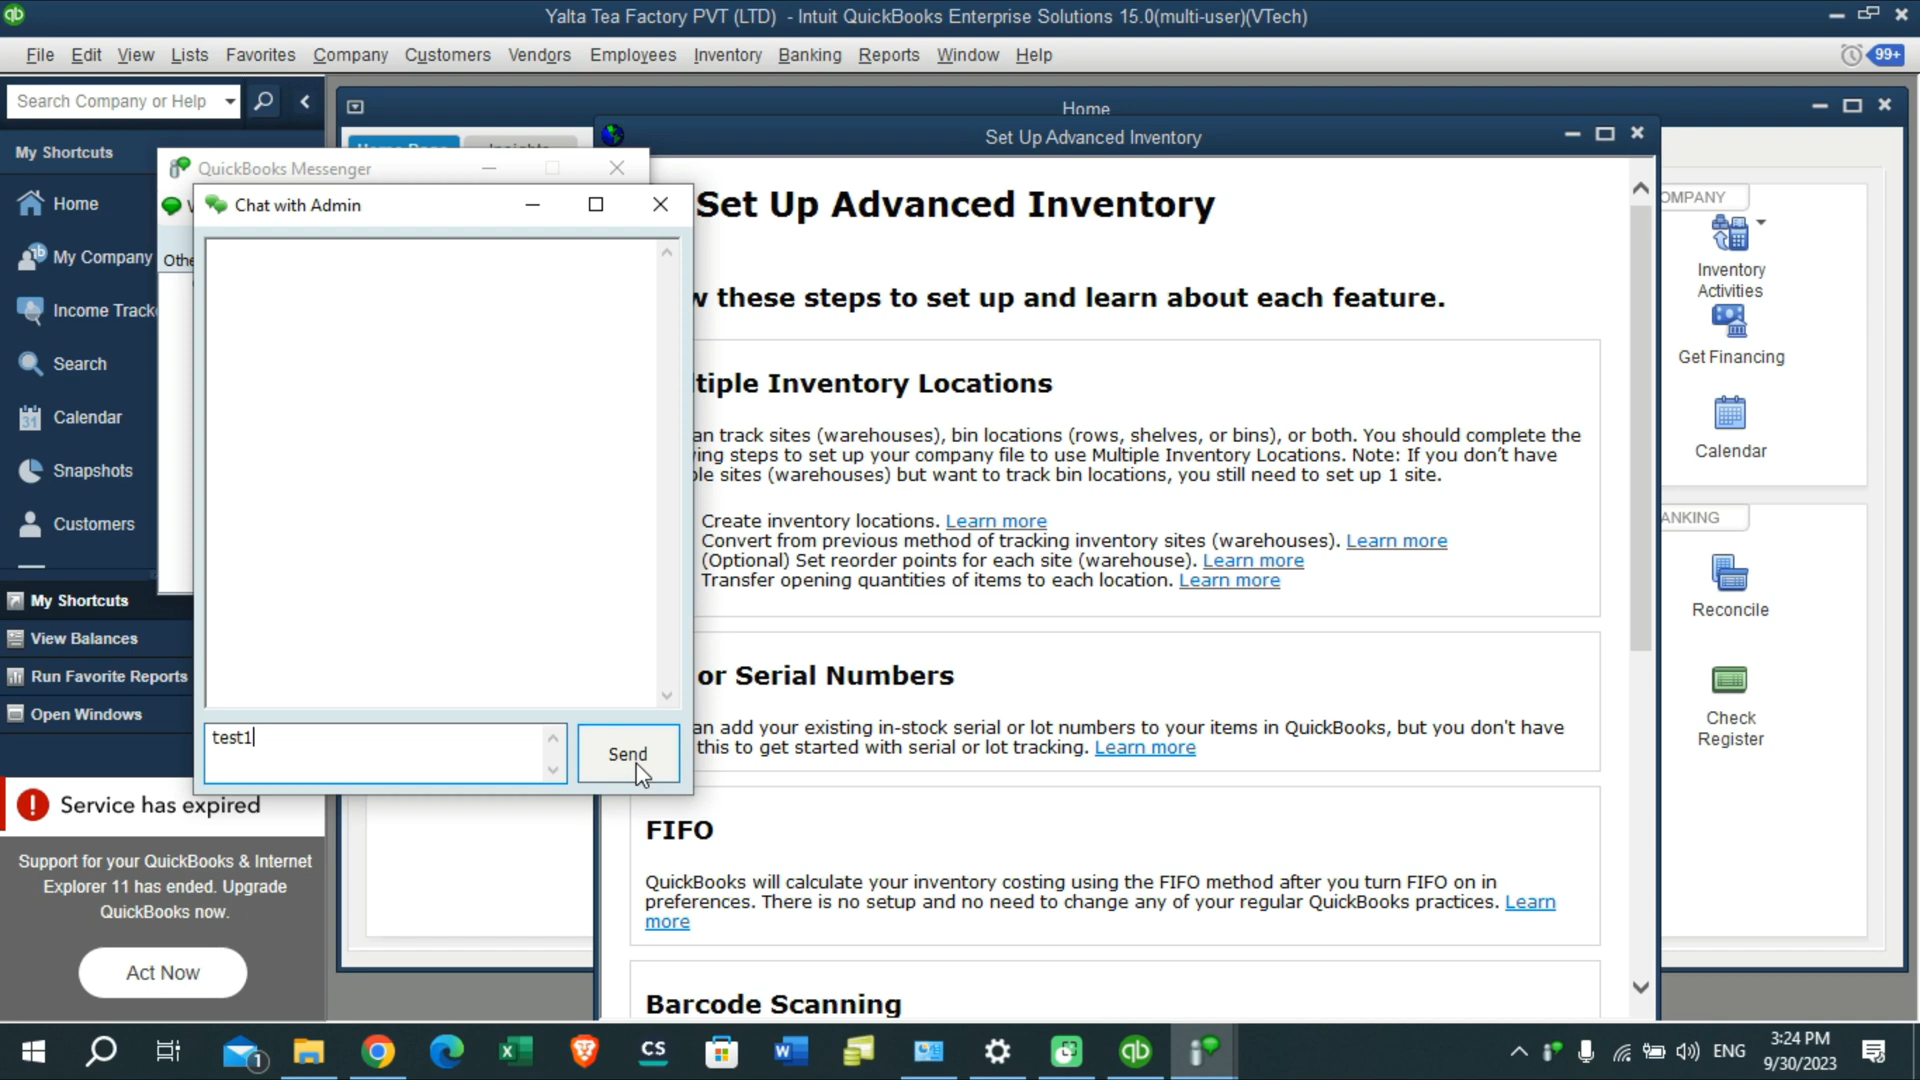 Yalta Tea Factory PVT (LTD) - Intuit QuickBooks Enterprise Solutions 15.0(multi-user)(VTech)
File Edit View Lists Favorites Company Customers Vendors Employees Inventory Banking Reports Window Help
99+
Search Company or Help
Home
Set Up Advanced Inventory
My Shortcuts
QuickBooks Messenger
Chat with Admin
Home
My Company
Othe
Income Track
Search
Calendar
Snapshots
Customers
My Shortcuts
View Balances
Run Favorite Reports
Open Windows
test1
Send
Service has expired
Support for your QuickBooks & Internet
Explorer 11 has ended. Upgrade
QuickBooks now.
Act Now
Set Up Advanced Inventory
w these steps to set up and learn about each feature.
tiple Inventory Locations
an track sites (warehouses), bin locations (rows, shelves, or bins), or both. You should complete the
ing steps to set up your company file to use Multiple Inventory Locations. Note: If you don't have
le sites (warehouses) but want to track bin locations, you still need to set up 1 site.
Create inventory locations. Learn more
Convert from previous method of tracking inventory sites (warehouses). Learn more
(Optional) Set reorder points for each site (warehouse). Learn more
Transfer opening quantities of items to each location. Learn more
or Serial Numbers
an add your existing in-stock serial or lot numbers to your items in QuickBooks, but you don't have
this to get started with serial or lot tracking. Learn more
FIFO
QuickBooks will calculate your inventory costing using the FIFO method after you turn FIFO on in
preferences. There is no setup and no need to change any of your regular QuickBooks practices. Learn
more
Barcode Scanning
OMPANY
Inventory
Activities
Get Financing
Calendar
ANKING
Reconcile
Check
Register
1
CS
ENG
3:24 PM
9/30/2023